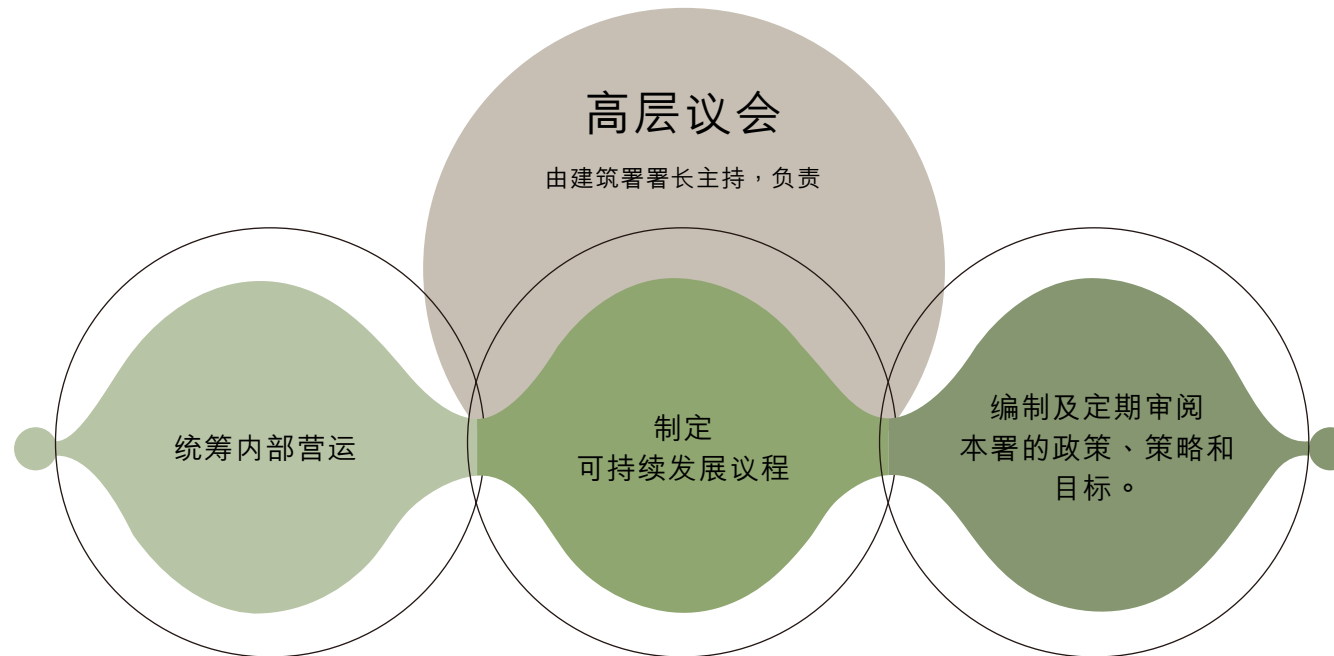 高层议会
由建筑署署长主持，负责
统筹内部营运
制定
可持续发展议程
编制及定期审阅
本署的政策、策略和
目标。